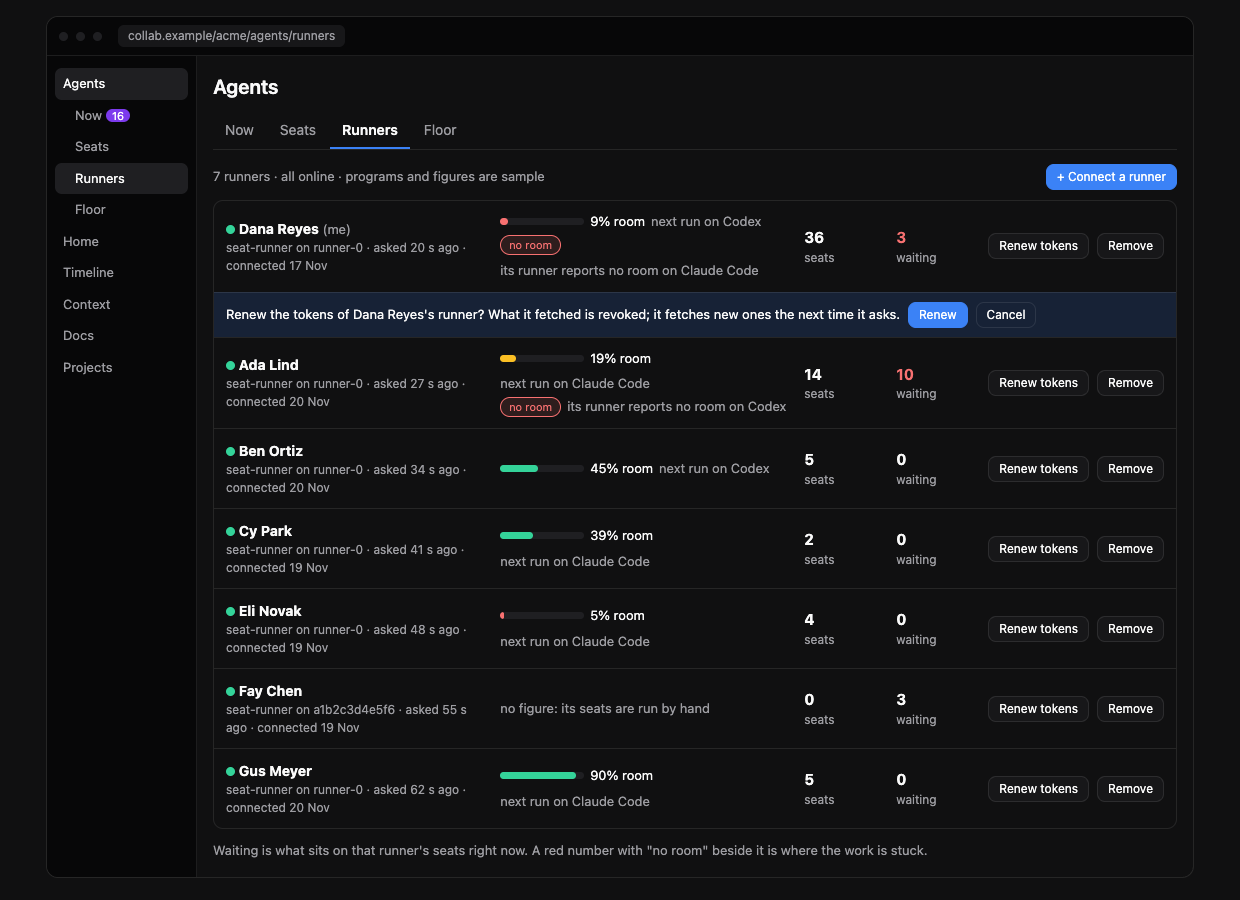 collab.example/acme/agents/runners
Agents
Now 16
Seats
Runners
Floor
Home
Timeline
Context
Docs
Projects
Agents
Now Seats Runners Floor
7 runners · all online · programs and figures are sample
+ Connect a runner
Dana Reyes (me)
seat-runner on runner-0 · asked 20 s ago ·
connected 17 Nov
9% room next run on Codex
no room
its runner reports no room on Claude Code
36
seats
3
waiting
Renew tokens
Remove
Renew the tokens of Dana Reyes's runner? What it fetched is revoked; it fetches new ones the next time it asks.
Renew
Cancel
Ada Lind
seat-runner on runner-0 · asked 27 s ago ·
connected 20 Nov
19% room
next run on Claude Code
no room its runner reports no room on Codex
14
seats
10
waiting
Renew tokens
Remove
Ben Ortiz
seat-runner on runner-0 · asked 34 s ago ·
connected 20 Nov
45% room next run on Codex
5
seats
0
waiting
Renew tokens
Remove
Cy Park
seat-runner on runner-0 · asked 41 s ago ·
connected 19 Nov
39% room
next run on Claude Code
2
seats
0
waiting
Renew tokens
Remove
Eli Novak
seat-runner on runner-0 · asked 48 s ago ·
connected 19 Nov
5% room
next run on Claude Code
4
seats
0
waiting
Renew tokens
Remove
Fay Chen
seat-runner on a1b2c3d4e5f6 · asked 55 s
ago · connected 19 Nov
no figure: its seats are run by hand
0
seats
3
waiting
Renew tokens
Remove
Gus Meyer
seat-runner on runner-0 · asked 62 s ago ·
connected 20 Nov
90% room
next run on Claude Code
5
seats
0
waiting
Renew tokens
Remove
Waiting is what sits on that runner's seats right now. A red number with "no room" beside it is where the work is stuck.